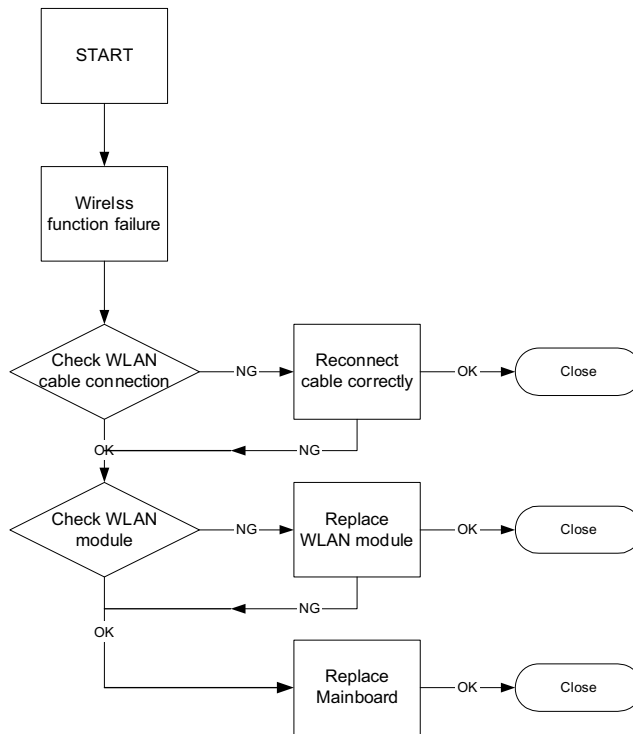 START
Wirelss
function failure
Check WLAN
cable connection
NG
Reconnect
cable correctly
OK
Close
NG
OK
Check WLAN
module
NG
Replace
WLAN module
OK
Close
NG
OK
Replace
Mainboard
OK
Close